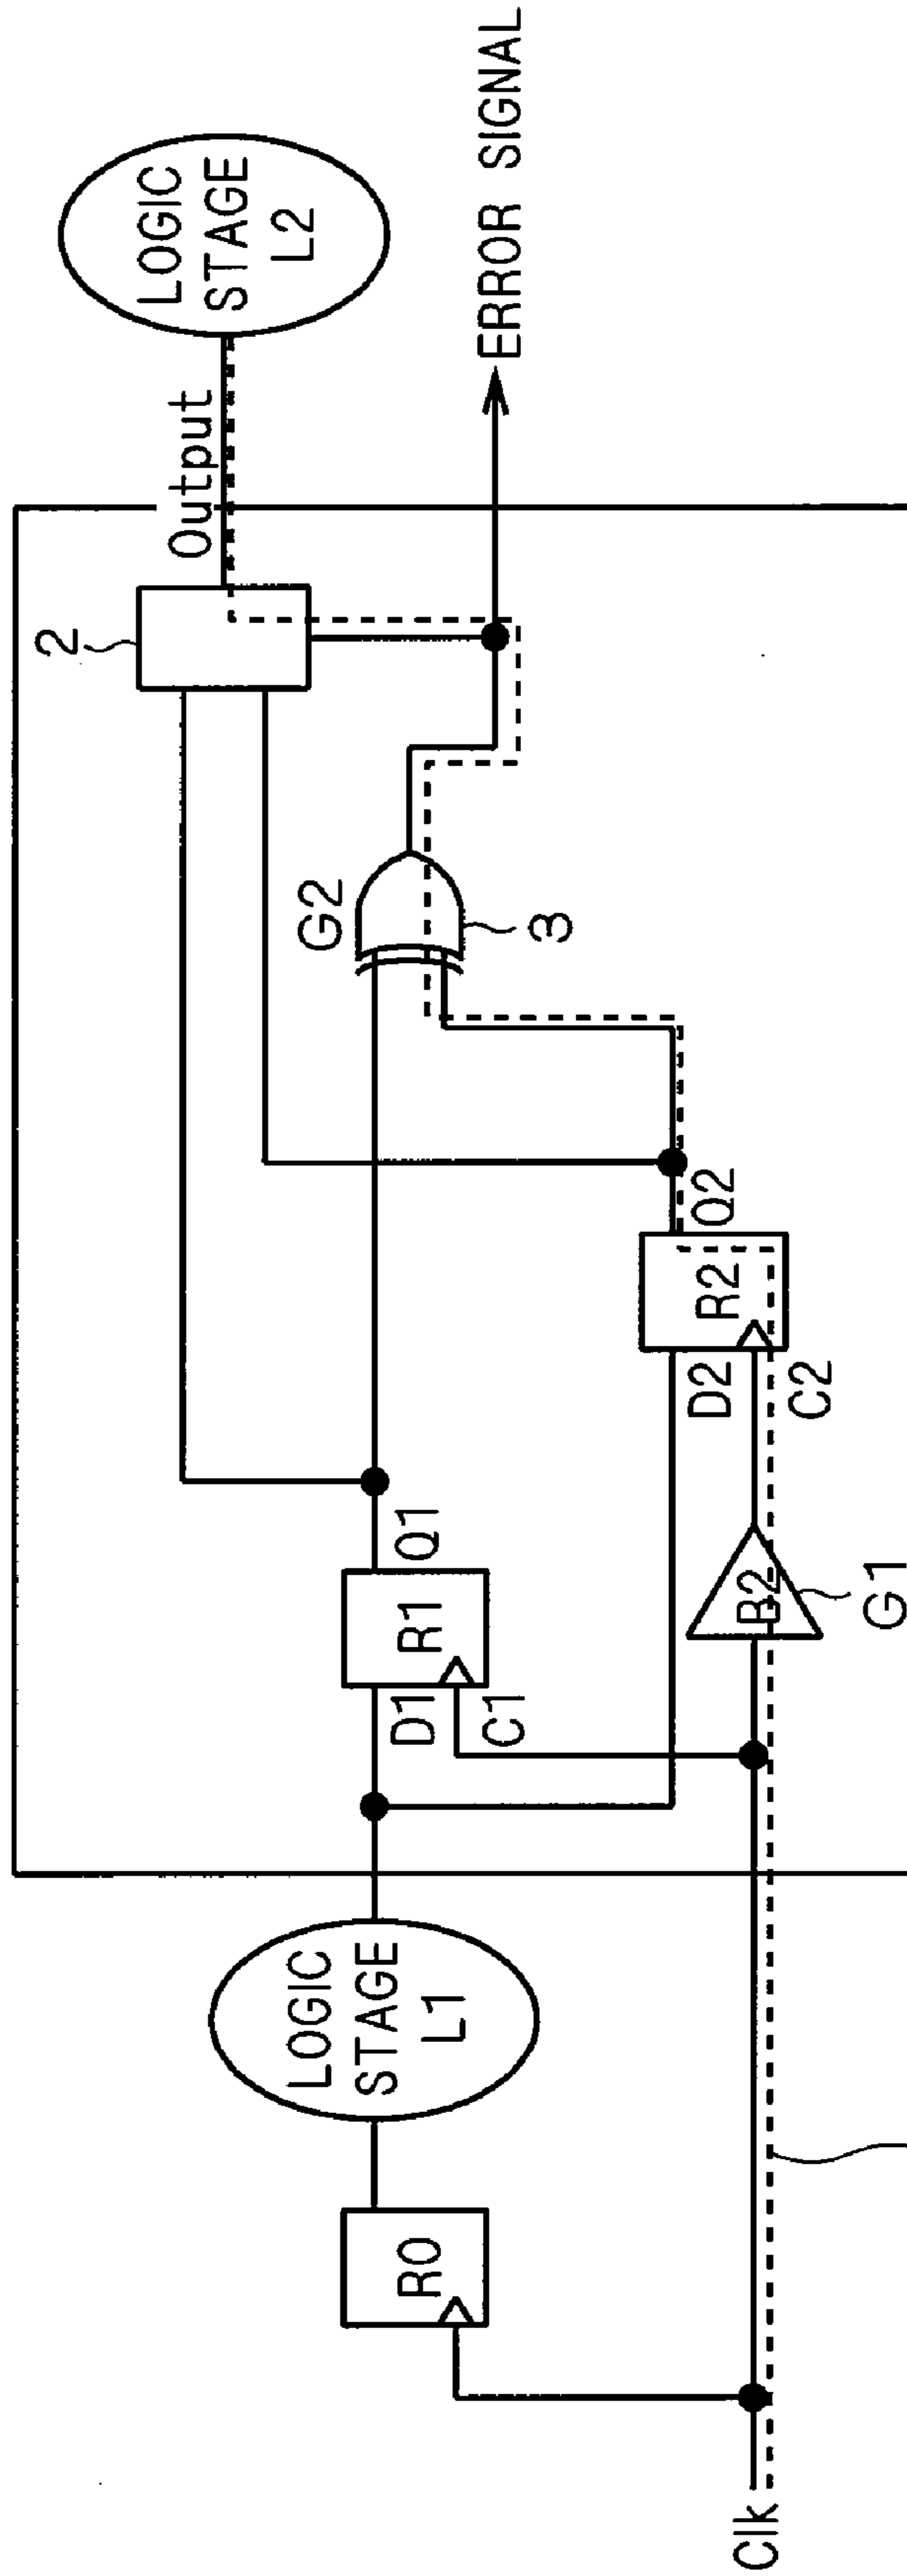 LOGIC
STAGE
L2
Output
2
ERROR SIGNAL
G2
3
Q1
R1
D1
C1
Q2
R2
D2
C2
B2
G1
LOGIC
STAGE
L1
R0
Clk